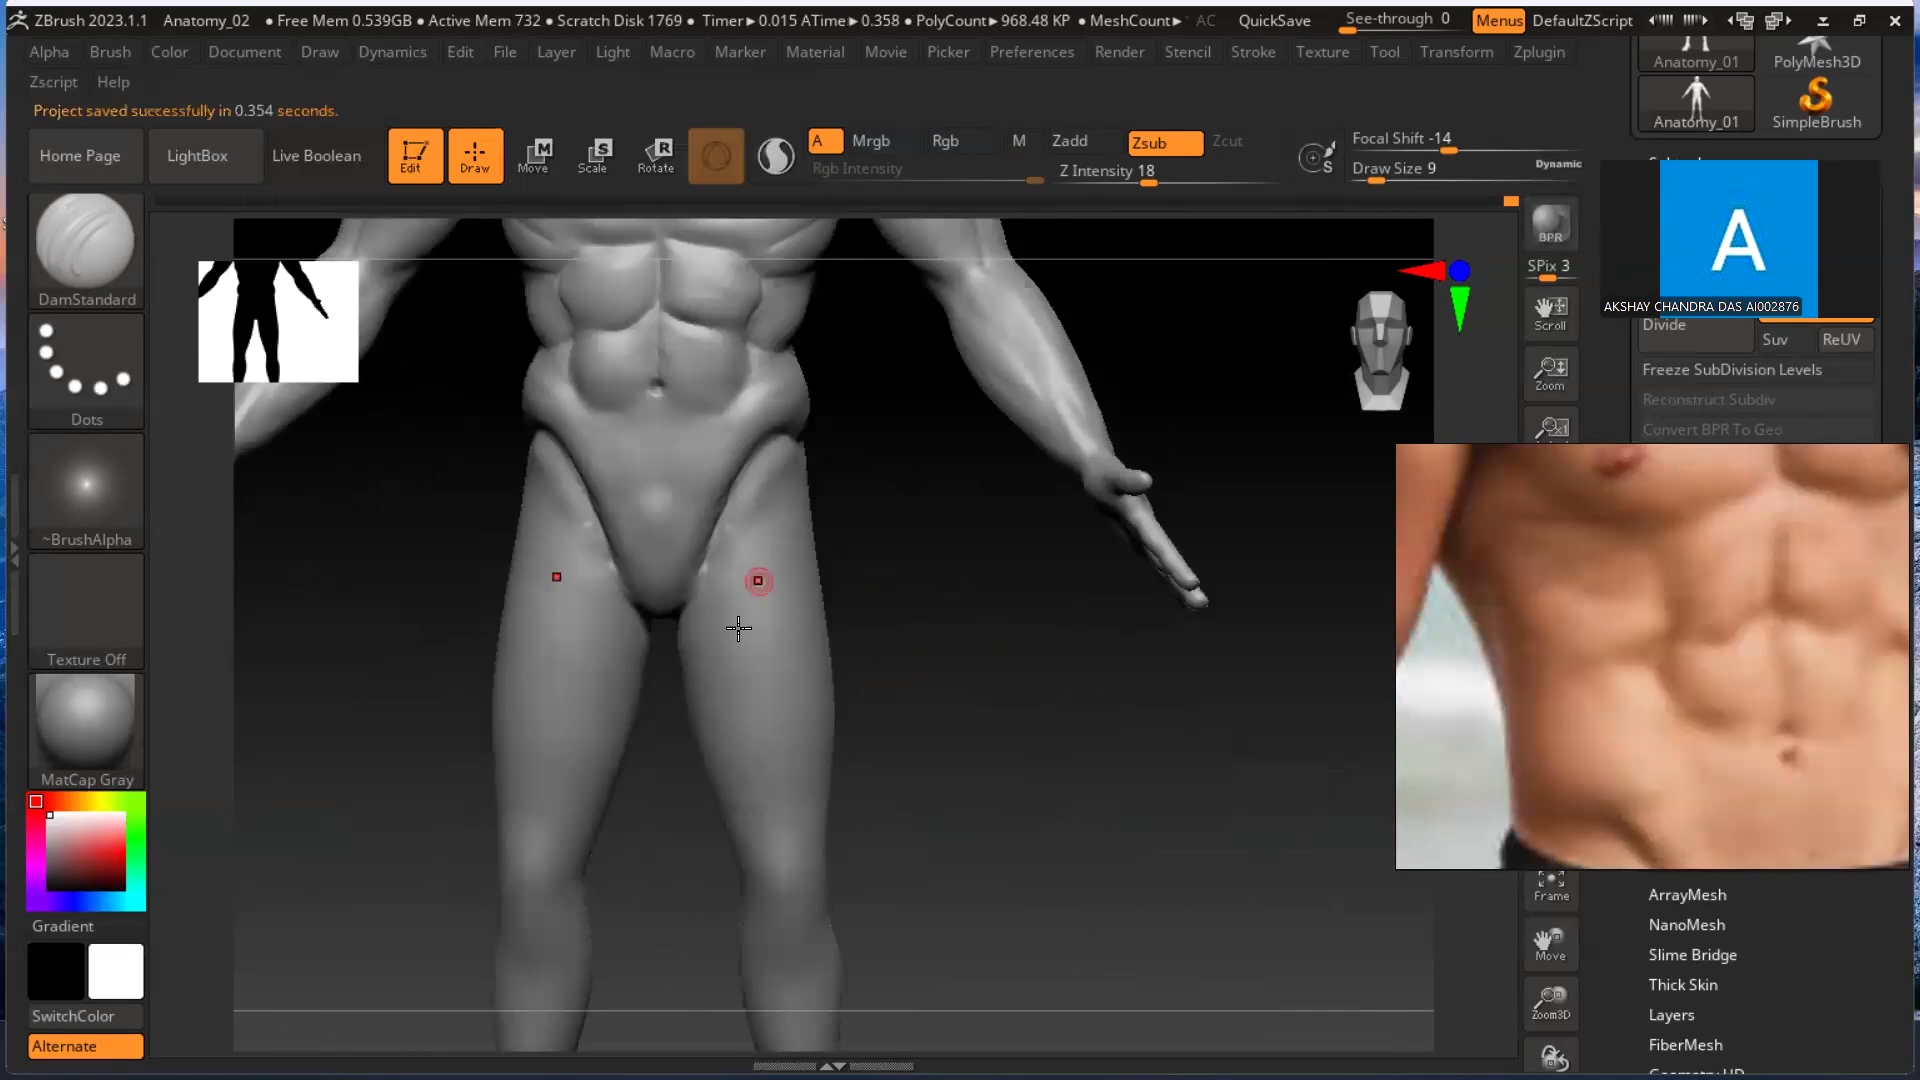 ZBrush 2023.1.1 Anatomy_02 ● Free Mem 0.539GB ● Active Mem 732 ● Scratch Disk 1769 ● Timer▶0.015 ATime▶0.358 ● PolyCount▶968.48 KP ● MeshCount▶ AC QuickSave See-through 0 Menus DefaultZScript
Alpha Brush Color Document Draw Dynamics Edit File Layer Light Macro Marker Material Movie Picker Preferences Render Stencil Stroke Texture Tool Transform Zplugin
Zscript Help
Anatomy_01 PolyMesh3D
Anatomy_01 SimpleBrush
Project saved successfully in 0.354 seconds.
Home Page LightBox Live Boolean Edit Draw Move Scale Rotate
M S R
A Mrgb Rgb M Zadd Zsub Zcut
Rgb Intensity Z Intensity 18
S Focal Shift -14
Draw Size 9 Dynamic
DamStandard
Dots
~BrushAlpha
Texture Off
MatCap Gray
Gradient
SwitchColor
Alternate
BPR
SPix 3
Scroll
Zoom
A
AKSHAY CHANDRA DAS AI002876
Divide Suv ReUV
Freeze SubDivision Levels
Reconstruct Subdiv
Convert BPR To Geo
Frame
Move
Zoom3D
ArrayMesh
NanoMesh
Slime Bridge
Thick Skin
Layers
FiberMesh
Geometry HD